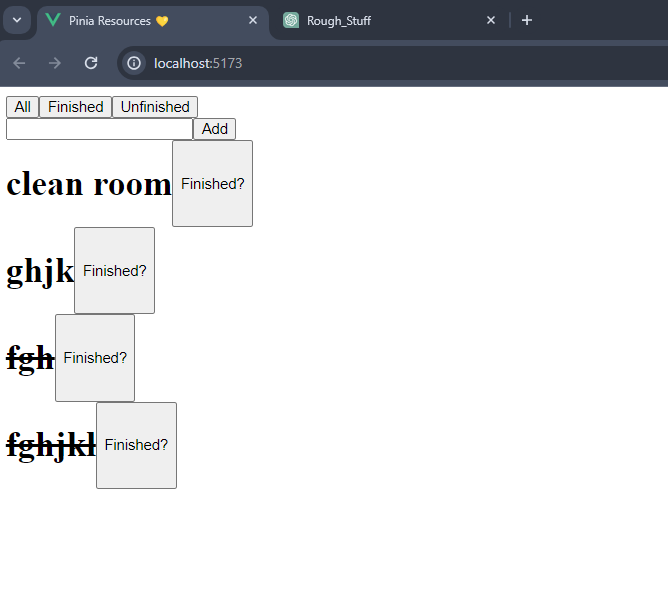 Pinia Resources 💛
Rough_Stuff
localhost:5173
All Finished Unfinished
Add
clean room Finished?
ghjk Finished?
fgh Finished?
fghjkl Finished?